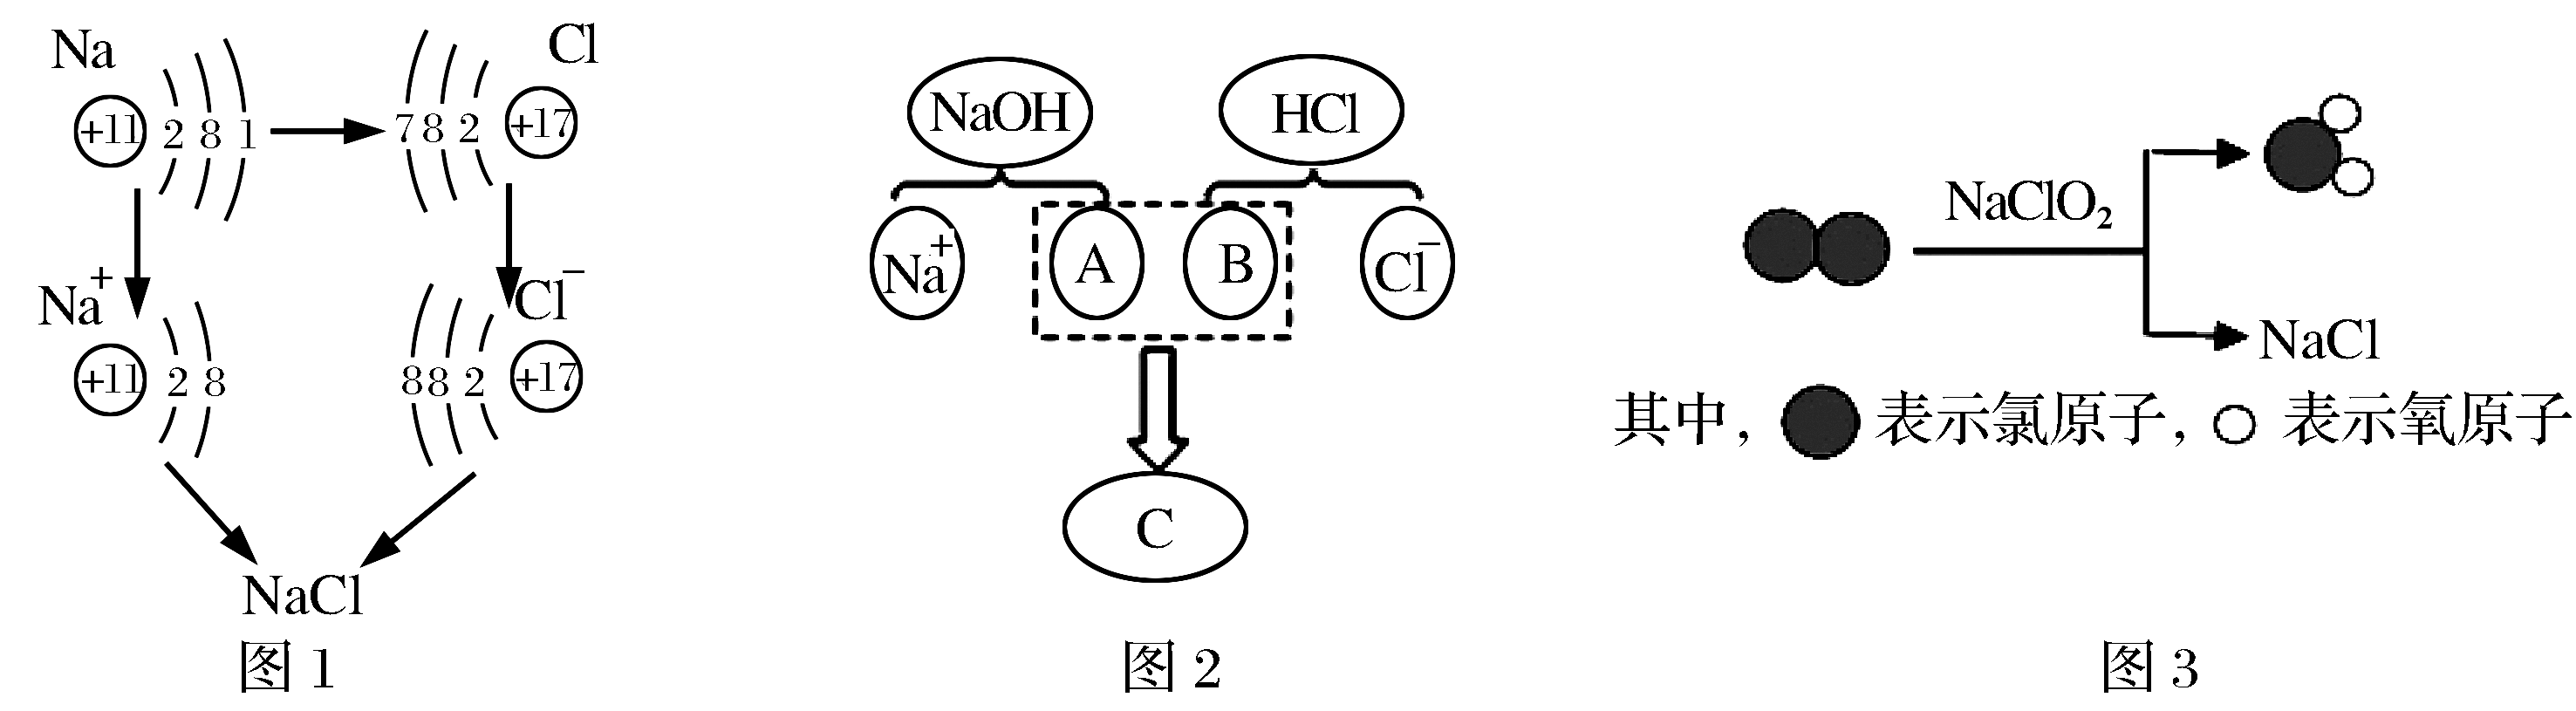 Na Cl
+11 2 8 1 7 8 2 +17
Na⁺ Cl⁻
+11 2 8 8 8 2 +17
NaCl
图1
NaOH HCl
Na⁺ A B Cl⁻
C
图2
NaClO₂
NaCl
其中, 表示氯原子, 表示氧原子
图3